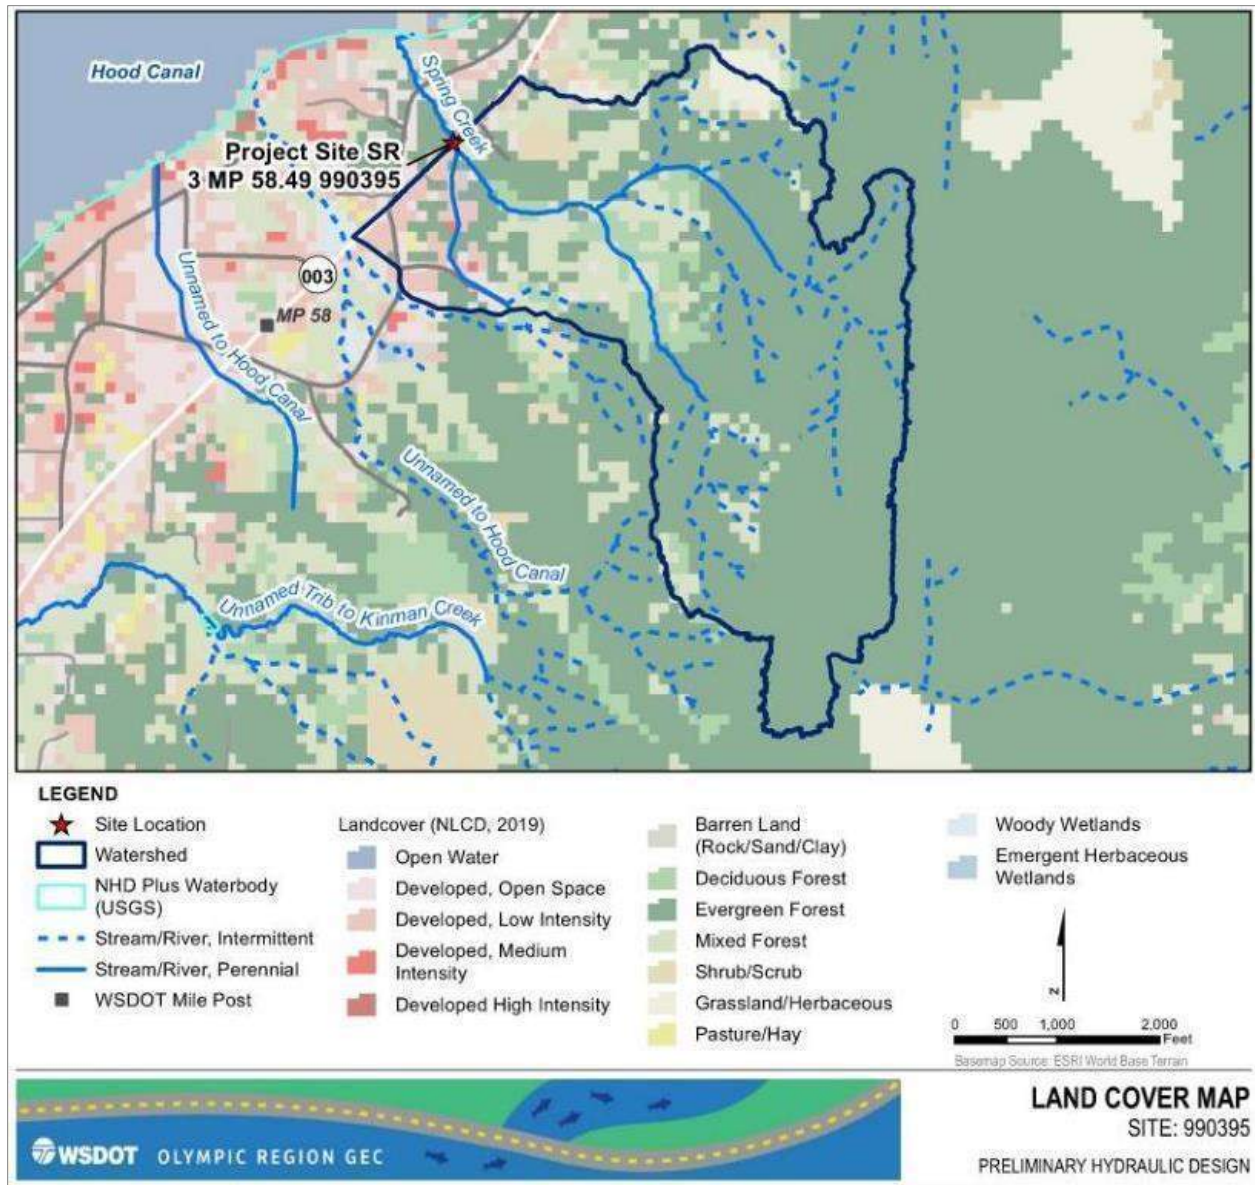 Hood Canal
Spring Creek
Project Site SR
3 MP 58.49 990395
003
MP 58
Unnamed to Hood Canal
Unnamed to Hood Canal
Unnamed Trib to Kinman Creek
LEGEND
Site Location
Watershed
NHD Plus Waterbody
(USGS)
Stream/River, Intermittent
Stream/River, Perennial
WSDOT Mile Post
Landcover (NLCD, 2019)
Open Water
Developed, Open Space
Developed, Low Intensity
Developed, Medium
Intensity
Developed High Intensity
Barren Land
(Rock/Sand/Clay)
Deciduous Forest
Evergreen Forest
Mixed Forest
Shrub/Scrub
Grassland/Herbaceous
Pasture/Hay
Woody Wetlands
Emergent Herbaceous
Wetlands
N
0 500 1,000 2,000
Feet
Basemap Source: ESRI World Base Terrain
WSDOT OLYMPIC REGION GEC
LAND COVER MAP
SITE: 990395
PRELIMINARY HYDRAULIC DESIGN